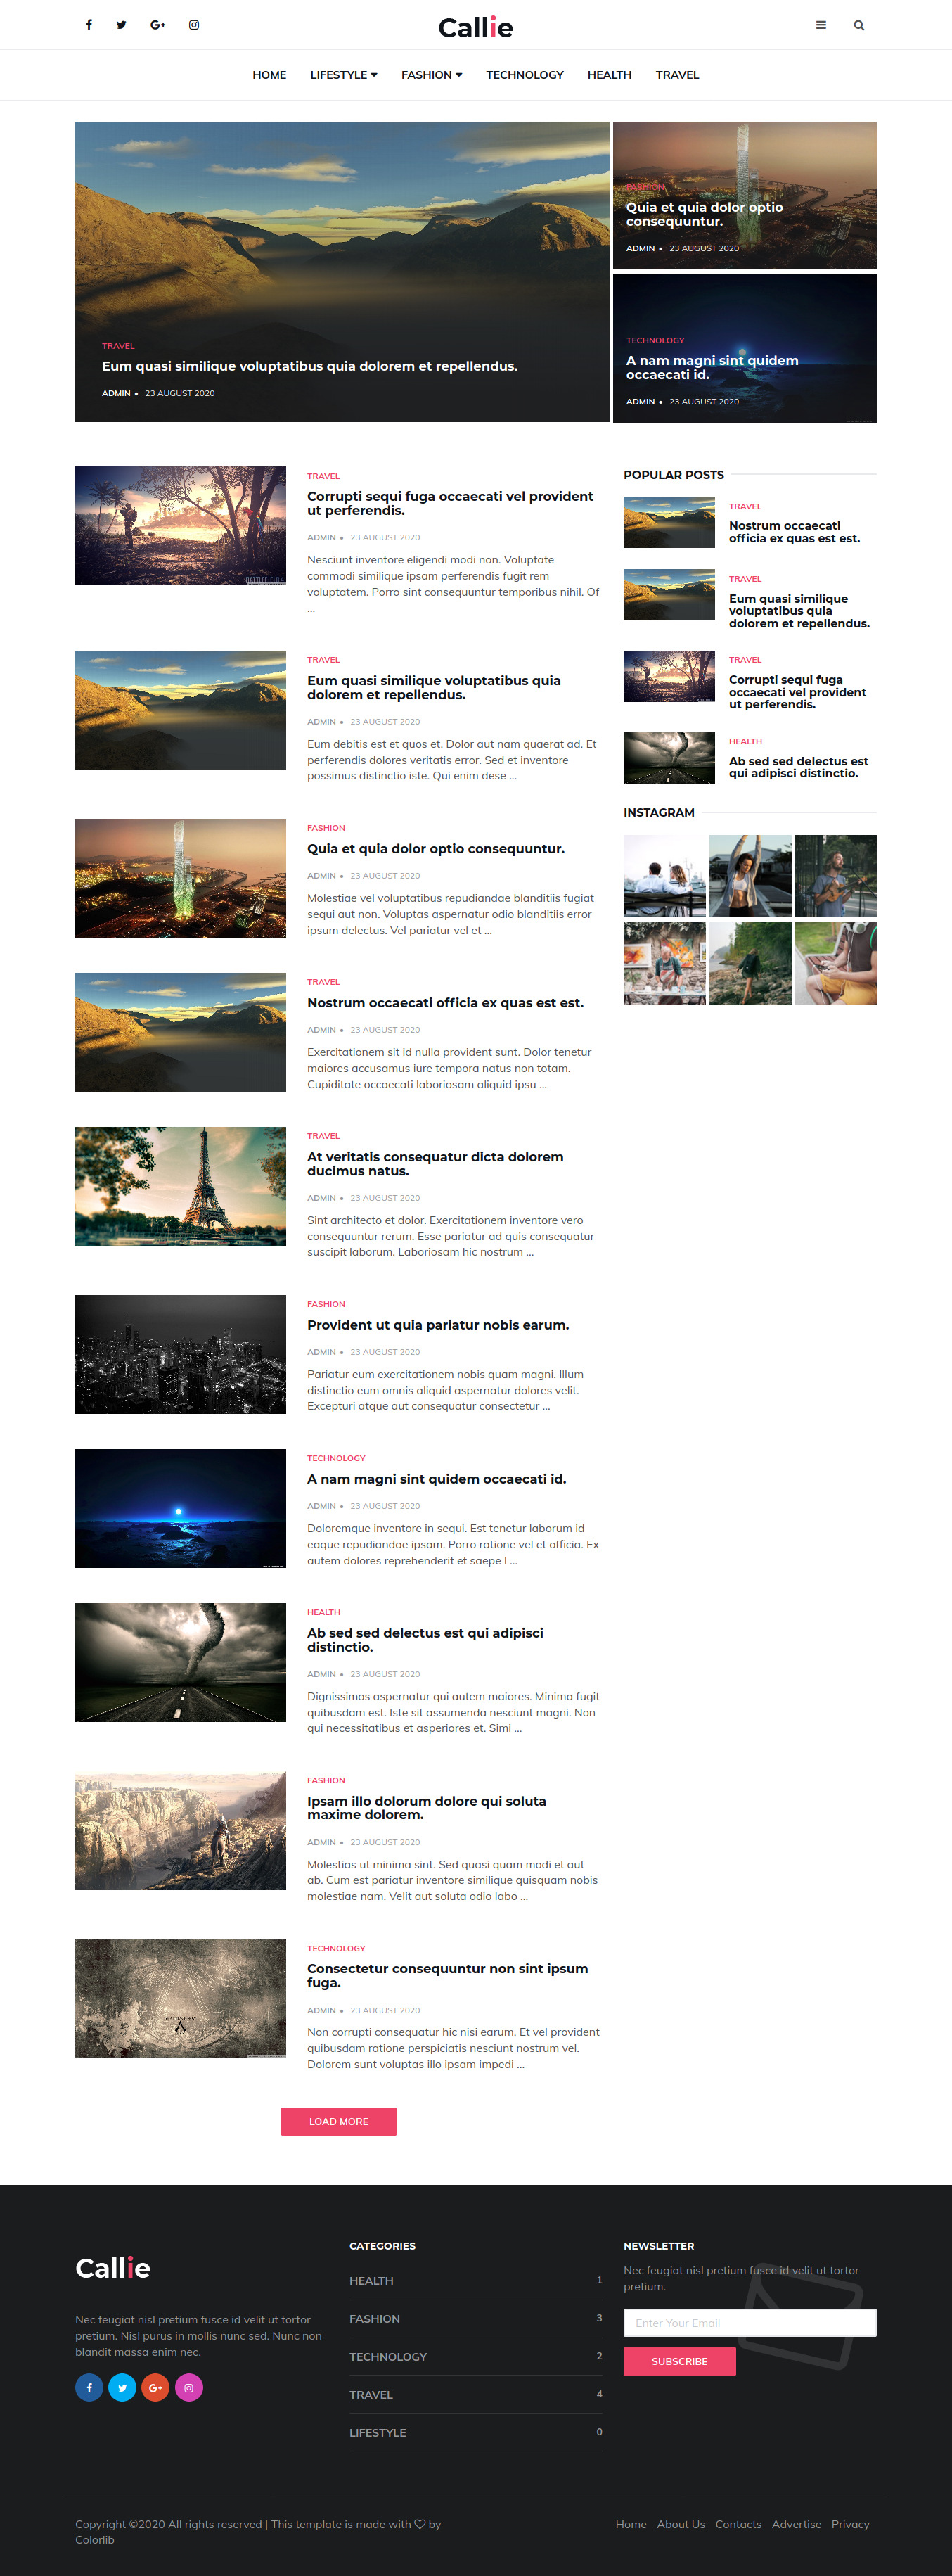 Callie
HOME LIFESTYLE FASHION TECHNOLOGY HEALTH TRAVEL
TRAVEL
Eum quasi similique voluptatibus quia dolorem et repellendus.
ADMIN • 23 AUGUST 2020
FASHION
Quia et quia dolor optio
consequuntur.
ADMIN • 23 AUGUST 2020
TECHNOLOGY
A nam magni sint quidem
occaecati id.
ADMIN • 23 AUGUST 2020
TRAVEL
Corrupti sequi fuga occaecati vel provident
ut perferendis.
ADMIN • 23 AUGUST 2020
Nesciunt inventore eligendi modi non. Voluptate
commodi similique ipsam perferendis fugit rem
voluptatem. Porro sint consequuntur temporibus nihil. Of
...
TRAVEL
Eum quasi similique voluptatibus quia
dolorem et repellendus.
ADMIN • 23 AUGUST 2020
Eum debitis est et quos et. Dolor aut nam quaerat ad. Et
perferendis dolores veritatis error. Sed et inventore
possimus distinctio iste. Qui enim dese ...
FASHION
Quia et quia dolor optio consequuntur.
ADMIN • 23 AUGUST 2020
Molestiae vel voluptatibus repudiandae blanditiis fugiat
sequi aut non. Voluptas aspernatur odio blanditiis error
ipsum delectus. Vel pariatur vel et ...
TRAVEL
Nostrum occaecati officia ex quas est est.
ADMIN • 23 AUGUST 2020
Exercitationem sit id nulla provident sunt. Dolor tenetur
maiores accusamus iure tempora natus non totam.
Cupiditate occaecati laboriosam aliquid ipsu ...
TRAVEL
At veritatis consequatur dicta dolorem
ducimus natus.
ADMIN • 23 AUGUST 2020
Sint architecto et dolor. Exercitationem inventore vero
consequuntur rerum. Esse pariatur ad quis consequatur
suscipit laborum. Laboriosam hic nostrum ...
FASHION
Provident ut quia pariatur nobis earum.
ADMIN • 23 AUGUST 2020
Pariatur eum exercitationem nobis quam magni. Illum
distinctio eum omnis aliquid aspernatur dolores velit.
Excepturi atque aut consequatur consectetur ...
TECHNOLOGY
A nam magni sint quidem occaecati id.
ADMIN • 23 AUGUST 2020
Doloremque inventore in sequi. Est tenetur laborum id
eaque repudiandae ipsam. Porro ratione vel et officia. Ex
autem dolores reprehenderit et saepe l ...
HEALTH
Ab sed sed delectus est qui adipisci
distinctio.
ADMIN • 23 AUGUST 2020
Dignissimos aspernatur qui autem maiores. Minima fugit
quibusdam est. Iste sit assumenda nesciunt magni. Non
qui necessitatibus et asperiores et. Simi ...
FASHION
Ipsam illo dolorum dolore qui soluta
maxime dolorem.
ADMIN • 23 AUGUST 2020
Molestias ut minima sint. Sed quasi quam modi et aut
ab. Cum est pariatur inventore similique quisquam nobis
molestiae nam. Velit aut soluta odio labo ...
TECHNOLOGY
Consectetur consequuntur non sint ipsum
fuga.
ADMIN • 23 AUGUST 2020
Non corrupti consequatur hic nisi earum. Et vel provident
quibusdam ratione perspiciatis nesciunt nostrum vel.
Dolorem sunt voluptas illo ipsam impedi ...
LOAD MORE
POPULAR POSTS
TRAVEL
Nostrum occaecati
officia ex quas est est.
TRAVEL
Eum quasi similique
voluptatibus quia
dolorem et repellendus.
TRAVEL
Corrupti sequi fuga
occaecati vel provident
ut perferendis.
HEALTH
Ab sed sed delectus est
qui adipisci distinctio.
INSTAGRAM
Callie
Nec feugiat nisl pretium fusce id velit ut tortor
pretium. Nisl purus in mollis nunc sed. Nunc non
blandit massa enim nec.
CATEGORIES
HEALTH 1
FASHION 3
TECHNOLOGY 2
TRAVEL 4
LIFESTYLE 0
NEWSLETTER
Nec feugiat nisl pretium fusce id velit ut tortor
pretium.
Enter Your Email
SUBSCRIBE
Copyright ©2020 All rights reserved | This template is made with ♡ by
Colorlib
Home About Us Contacts Advertise Privacy